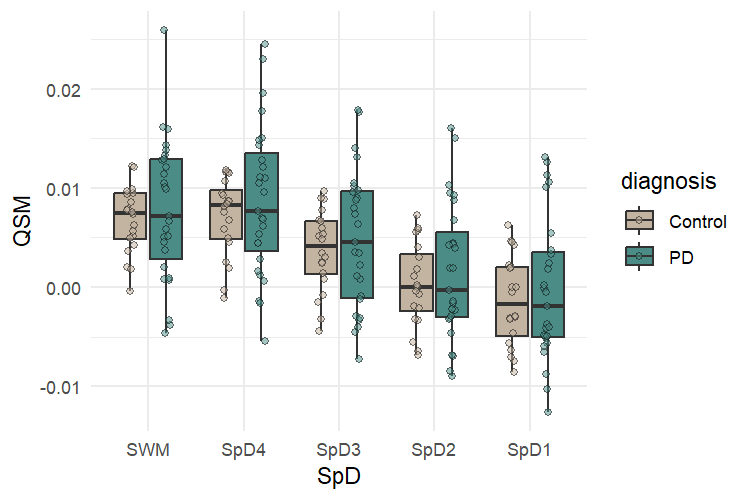 QSM
0.02
0.01
0.00
-0.01
SWM SpD4 SpD3 SpD2 SpD1
SpD
diagnosis
Control
PD